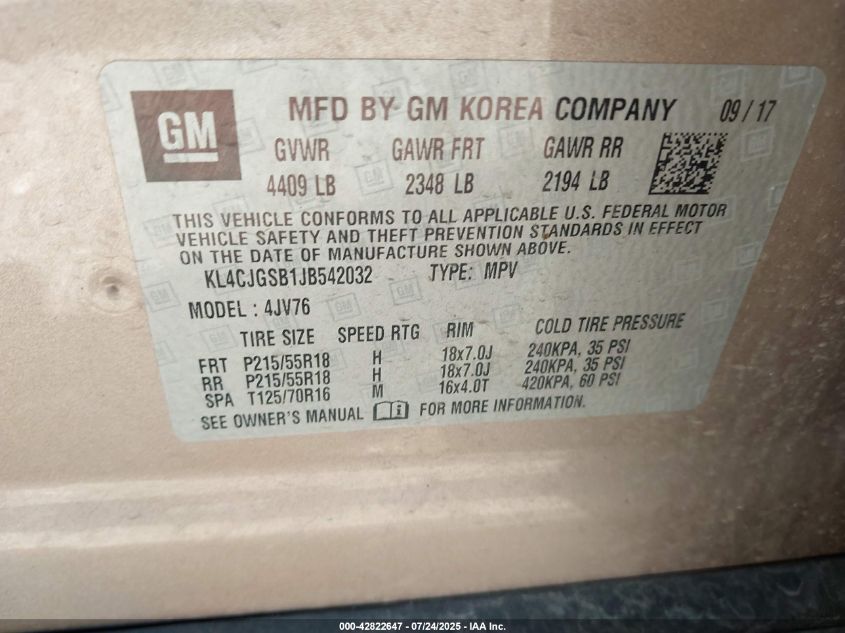 GM
MFD BY GM KOREA COMPANY 09/17
GVWR GAWR FRT GAWR RR
4409 LB 2348 LB 2194 LB
THIS VEHICLE CONFORMS TO ALL APPLICABLE U.S. FEDERAL MOTOR
VEHICLE SAFETY AND THEFT PREVENTION STANDARDS IN EFFECT
ON THE DATE OF MANUFACTURE SHOWN ABOVE.
KL4CJGSB1JB542032 TYPE: MPV
MODEL : 4JV76
TIRE SIZE SPEED RTG RIM COLD TIRE PRESSURE
FRT P215/55R18 H 18x7.0J 240KPA, 35 PSI
RR P215/55R18 H 18x7.0J 240KPA, 35 PSI
SPA T125/70R16 M 16x4.0T 420KPA, 60 PSI
SEE OWNER'S MANUAL FOR MORE INFORMATION.
000-42822647 - 07/24/2025 - IAA Inc.